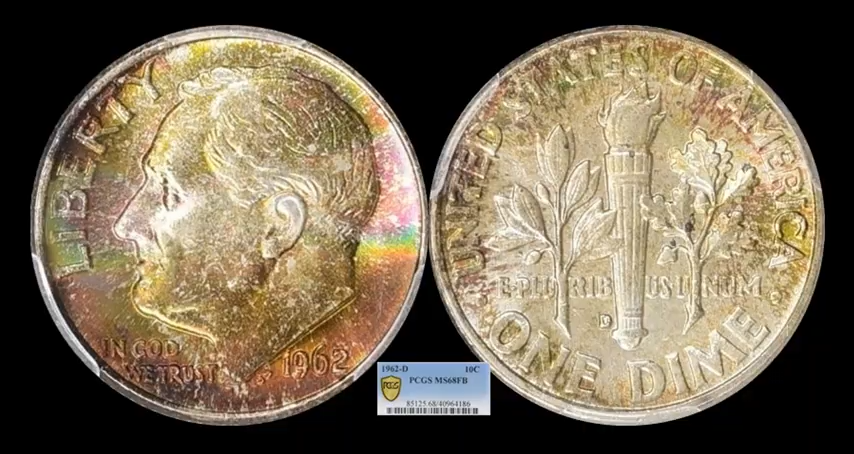 LIBERTY
IN GOD
WE TRUST
1962
UNITED STATES OF AMERICA
E PLURIBUS UNUM
D
ONE DIME
1962-D 10C
PCGS MS68FB
PCGS
85125.68/40964186